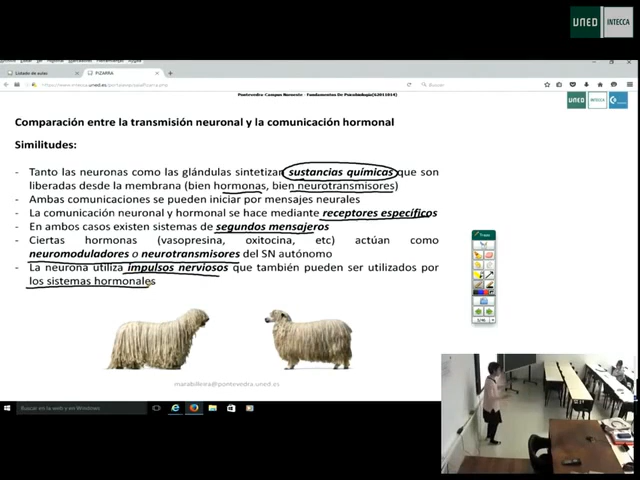 UNED
INTECCA
Listado de aulas
PIZARRA
Buscar
Pontevedra-Campus Noroeste - Fundamentos De Psicobiología(62011014)
UNED
Comparación entre la transmisión neuronal y la comunicación hormonal
Similitudes:
- Tanto las neuronas como las glándulas sintetizan sustancias químicas que son
liberadas desde la membrana (bien hormonas, bien neurotransmisores)
- Ambas comunicaciones se pueden iniciar por mensajes neurales
- La comunicación neuronal y hormonal se hace mediante receptores específicos
- En ambos casos existen sistemas de segundos mensajeros
- Ciertas hormonas (vasopresina, oxitocina, etc) actúan como
neuromoduladores o neurotransmisores del SN autónomo
- La neurona utiliza impulsos nerviosos que también pueden ser utilizados por
los sistemas hormonales
marabilleira@pontevedra.uned.es
Buscar en la web y en Windows